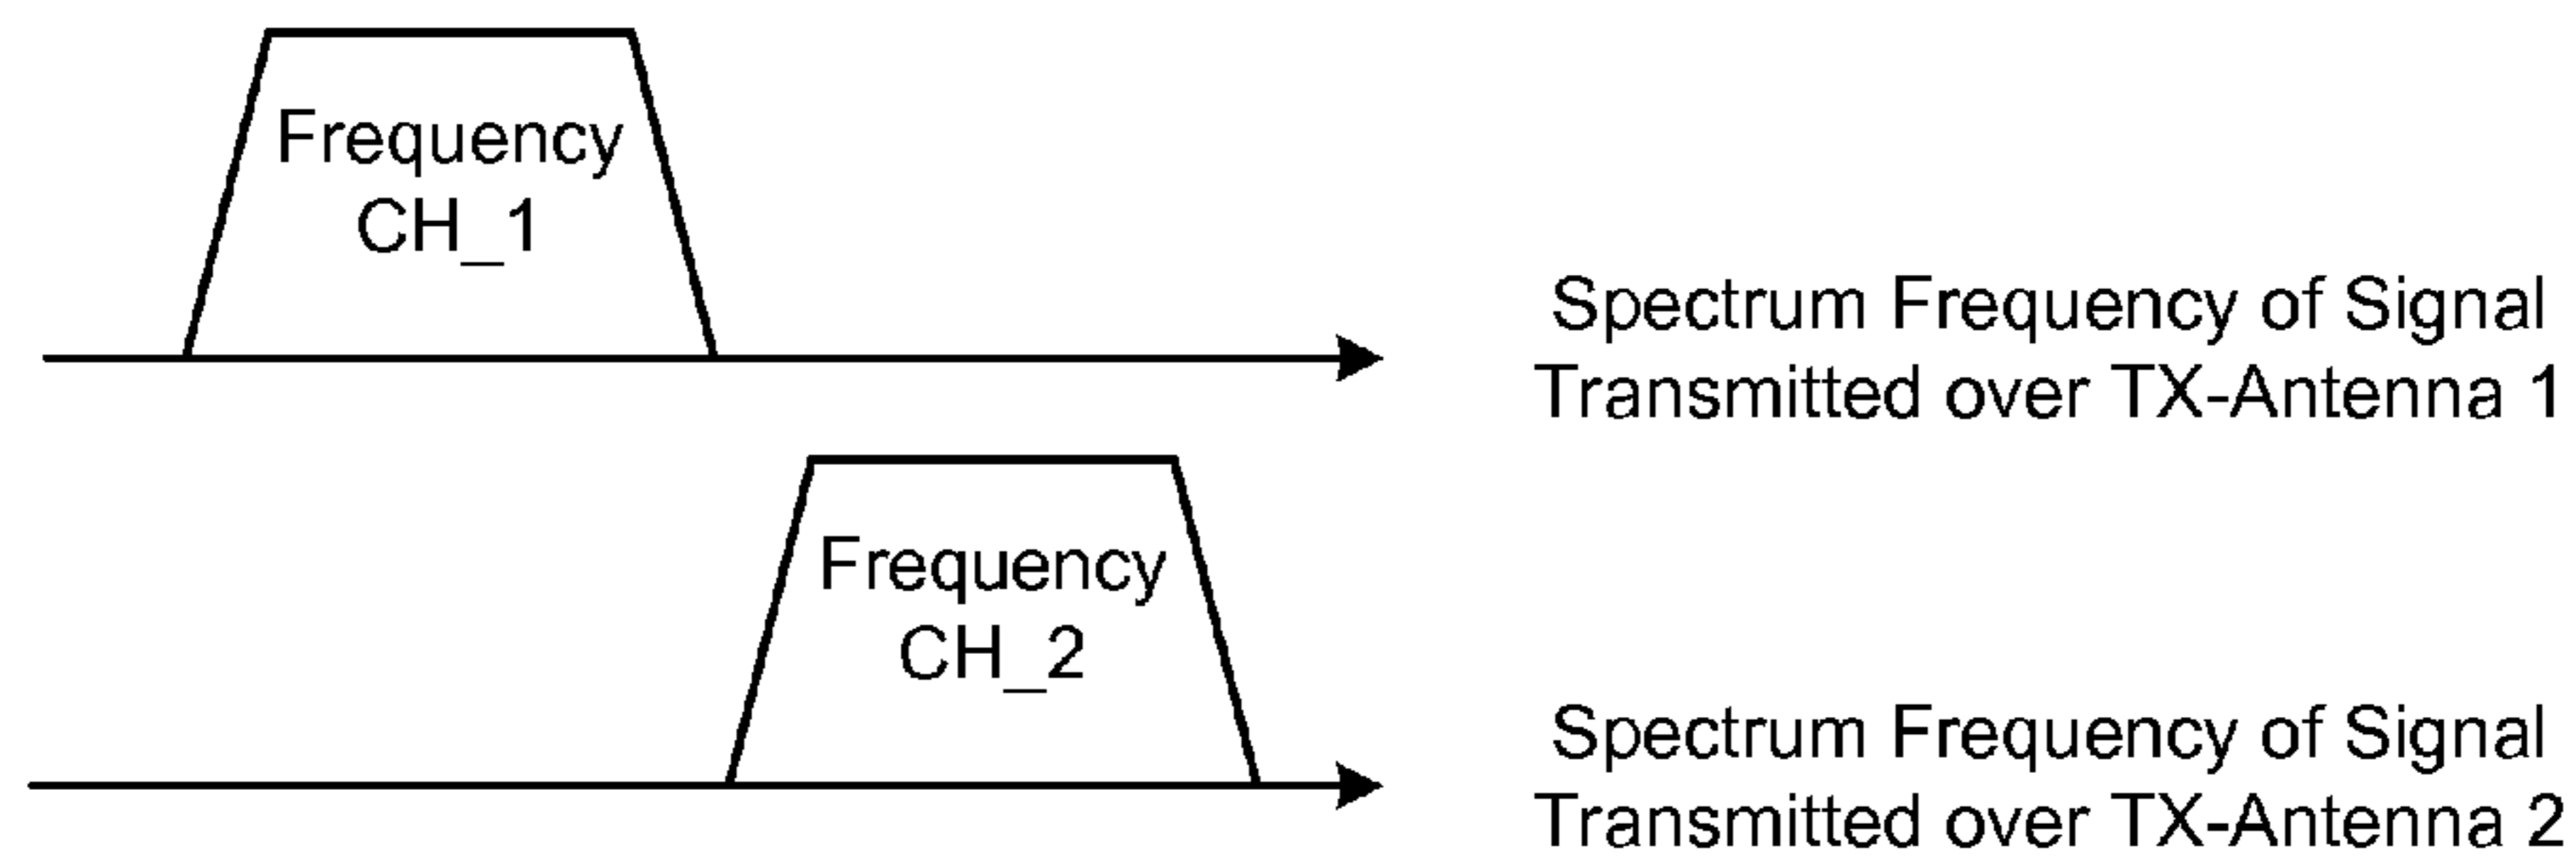 Frequency
CH_1
Spectrum Frequency of Signal
Transmitted over TX-Antenna 1
Frequency
CH_2
Spectrum Frequency of Signal
Transmitted over TX-Antenna 2